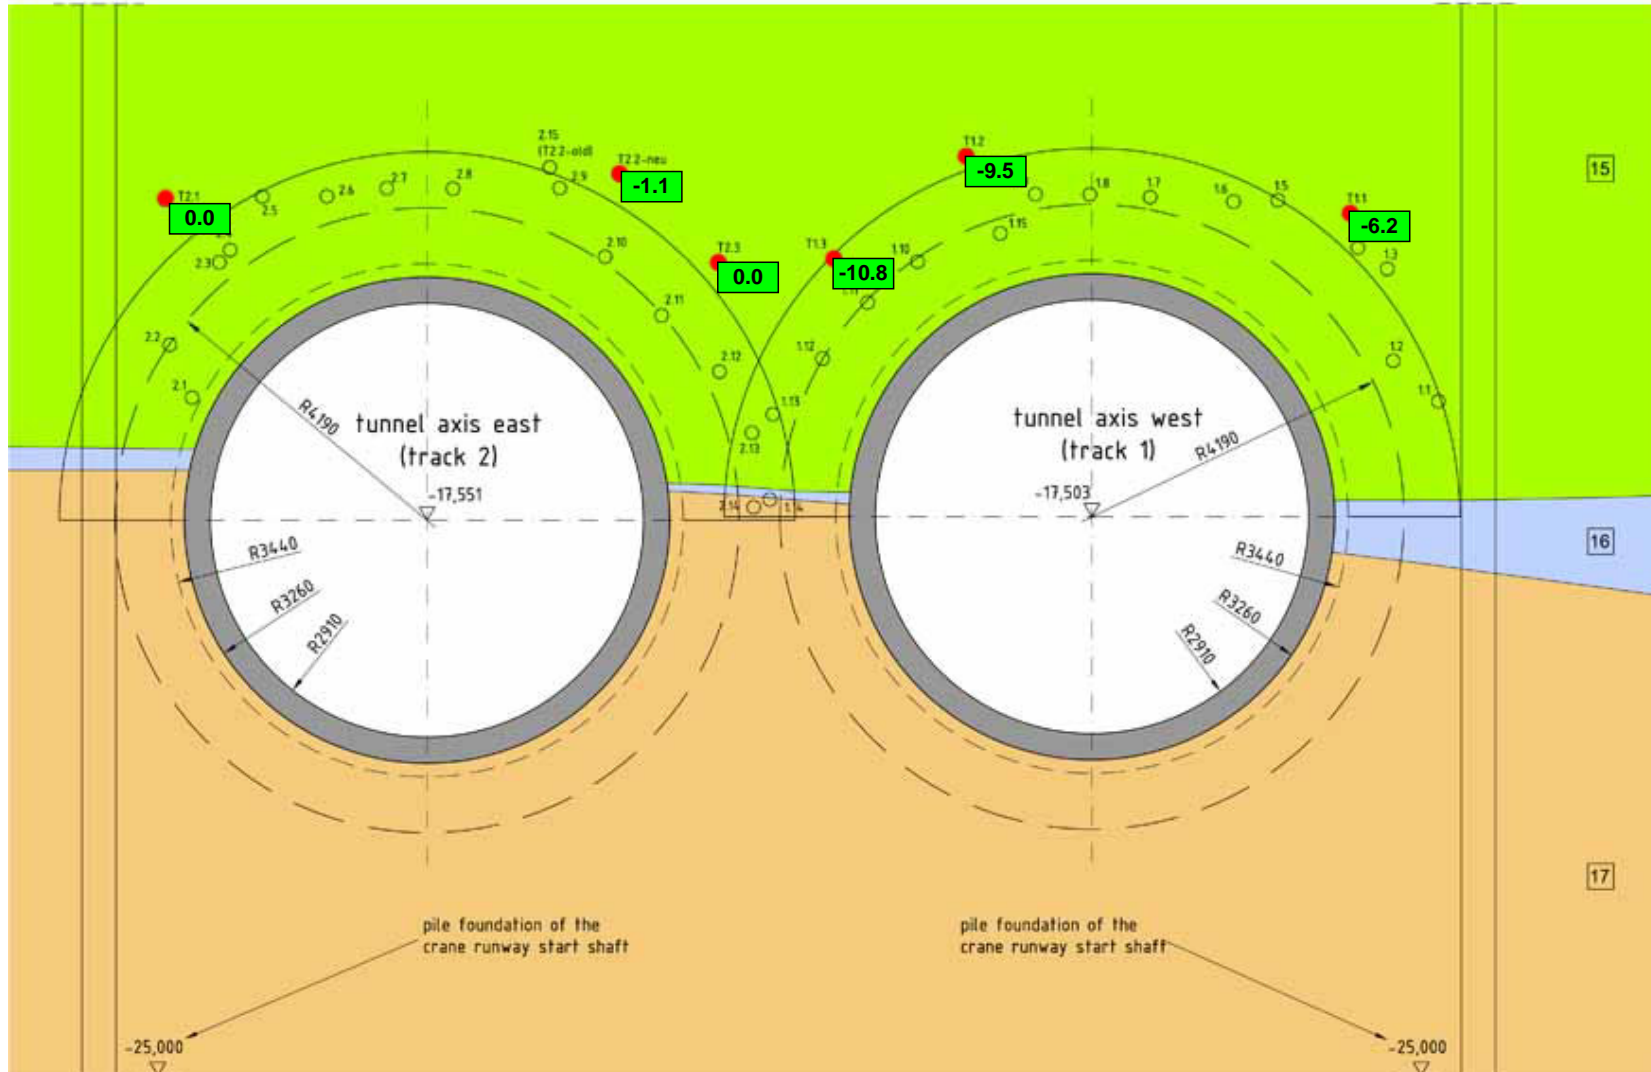 2.15
(T2.2-old)
T2.2-neu
T1.2
15
2.7
2.8
2.9
-1.1
-9.5
1.8
1.7
1.6
1.5
T2.1
0.0
2.5
2.6
T1.1
-6.2
1.15
2.3
2.10
T2.3
0.0
T1.3
-10.8
1.10
1.3
2.11
1.11
2.2
2.12
1.12
1.2
2.1
1.13
1.1
2.13
R4190
tunnel axis east
(track 2)
-17,551
tunnel axis west
(track 1)
-17,503
R4190
2.14
1.14
16
R3440
R3260
R2910
R3440
R3260
R2910
17
pile foundation of the
crane runway start shaft
pile foundation of the
crane runway start shaft
-25,000
-25,000